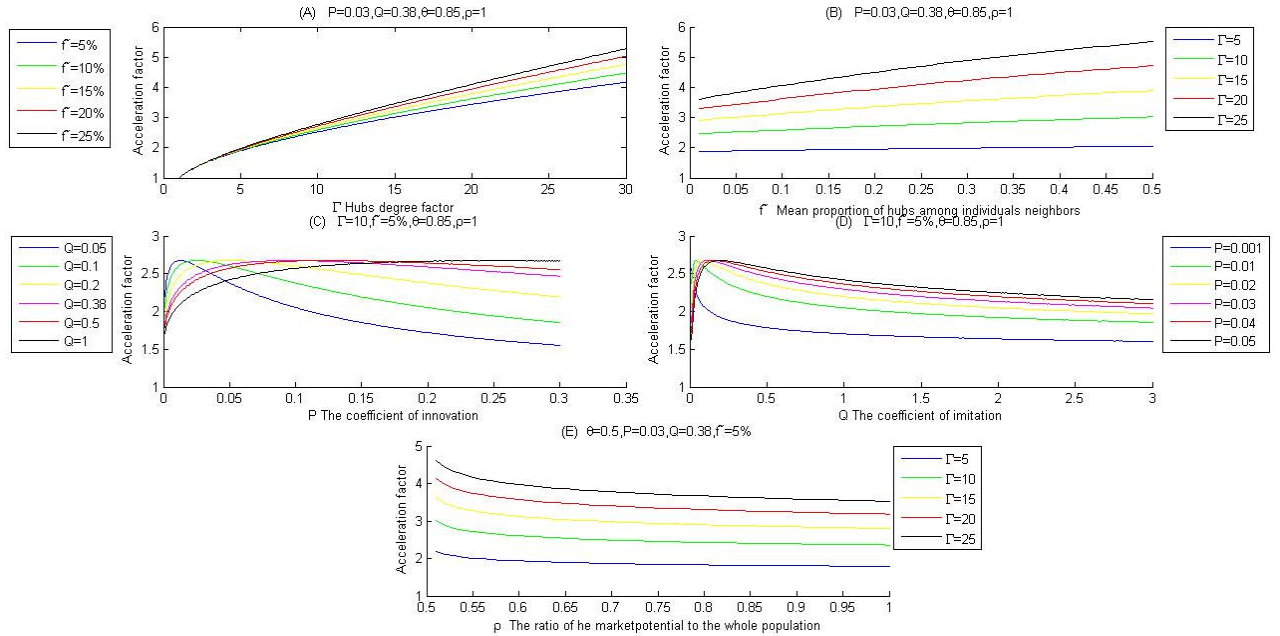 (A) P=0.03,Q=0.38,θ=0.85,ρ=1
Acceleration factor
6
5
4
3
2
1
0 5 10 15 20 25 30
Γ Hubs degree factor
f˜=5%
f˜=10%
f˜=15%
f˜=20%
f˜=25%
(B) P=0.03,Q=0.38,θ=0.85,ρ=1
Acceleration factor
6
5
4
3
2
1
0 0.05 0.1 0.15 0.2 0.25 0.3 0.35 0.4 0.45 0.5
f˜ Mean proportion of hubs among individuals neighbors
Γ=5
Γ=10
Γ=15
Γ=20
Γ=25
(C) Γ=10,f˜=5%,θ=0.85,ρ=1
Acceleration factor
3
2.5
2
1.5
1
0 0.05 0.1 0.15 0.2 0.25 0.3 0.35
P The coefficient of innovation
Q=0.05
Q=0.1
Q=0.2
Q=0.38
Q=0.5
Q=1
(D) Γ=10,f˜=5%,θ=0.85,ρ=1
Acceleration factor
3
2.5
2
1.5
1
0 0.5 1 1.5 2 2.5 3
Q The coefficient of imitation
P=0.001
P=0.01
P=0.02
P=0.03
P=0.04
P=0.05
(E) θ=0.5,P=0.03,Q=0.38,f˜=5%
Acceleration factor
5
4
3
2
1
0.5 0.55 0.6 0.65 0.7 0.75 0.8 0.85 0.9 0.95 1
ρ The ratio of he marketpotential to the whole population
Γ=5
Γ=10
Γ=15
Γ=20
Γ=25